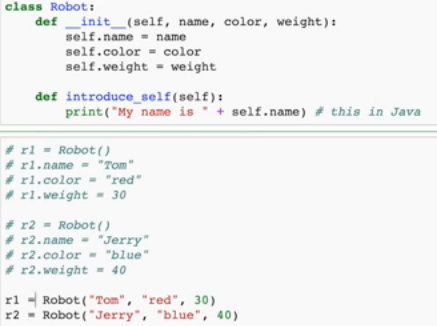 class Robot:
    def __init__(self, name, color, weight):
        self.name = name
        self.color = color
        self.weight = weight

    def introduce_self(self):
        print("My name is " + self.name) # this in Java

# r1 = Robot()
# r1.name = "Tom"
# r1.color = "red"
# r1.weight = 30

# r2 = Robot()
# r2.name = "Jerry"
# r2.color = "blue"
# r2.weight = 40

r1 = Robot("Tom", "red", 30)
r2 = Robot("Jerry", "blue", 40)